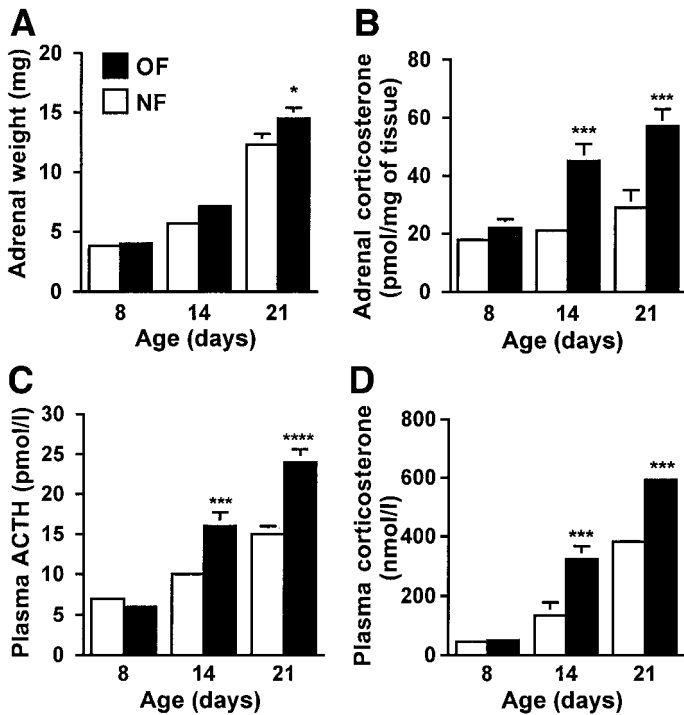 A
Adrenal weight (mg)
20
15
10
5
0
OF
NF
*
8 14 21
Age (days)
B
Adrenal corticosterone
(pmol/mg of tissue)
80
60
40
20
0
***
***
8 14 21
Age (days)
C
Plasma ACTH (pmol/l)
30
25
20
15
10
5
0
***
****
8 14 21
Age (days)
D
Plasma corticosterone
(nmol/l)
800
600
400
200
0
***
***
8 14 21
Age (days)